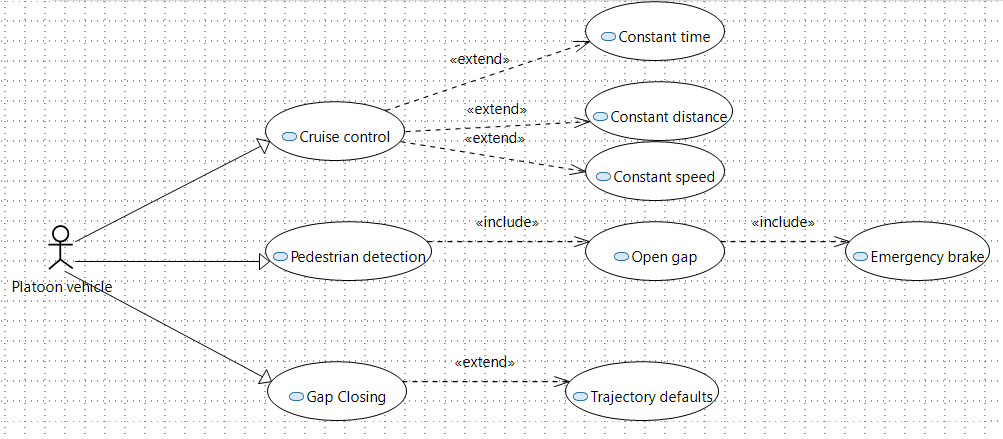 Constant time
«extend»
«extend»
Constant distance
Cruise control
«extend»
Constant speed
«include»
«include»
Pedestrian detection
Open gap
Emergency brake
Platoon vehicle
«extend»
Gap Closing
Trajectory defaults